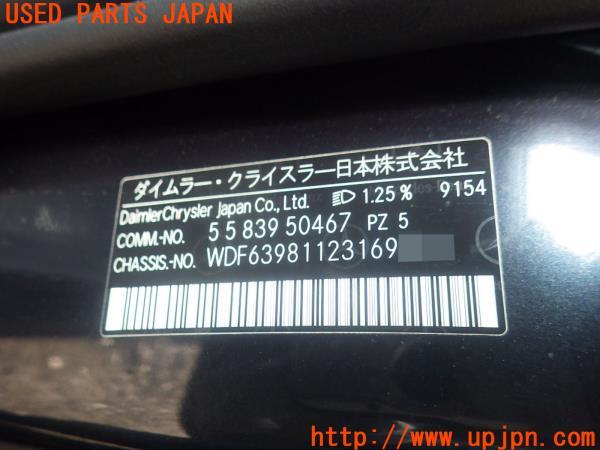 USED PARTS JAPAN
ダイムラー・クライスラー日本株式会社
DaimlerChrysler Japan Co., Ltd. 1.25% 9154
COMM.-NO. 5 5 839 50467 PZ 5
CHASSIS.-NO. WDF63981123169
http://www.upjpn.com/